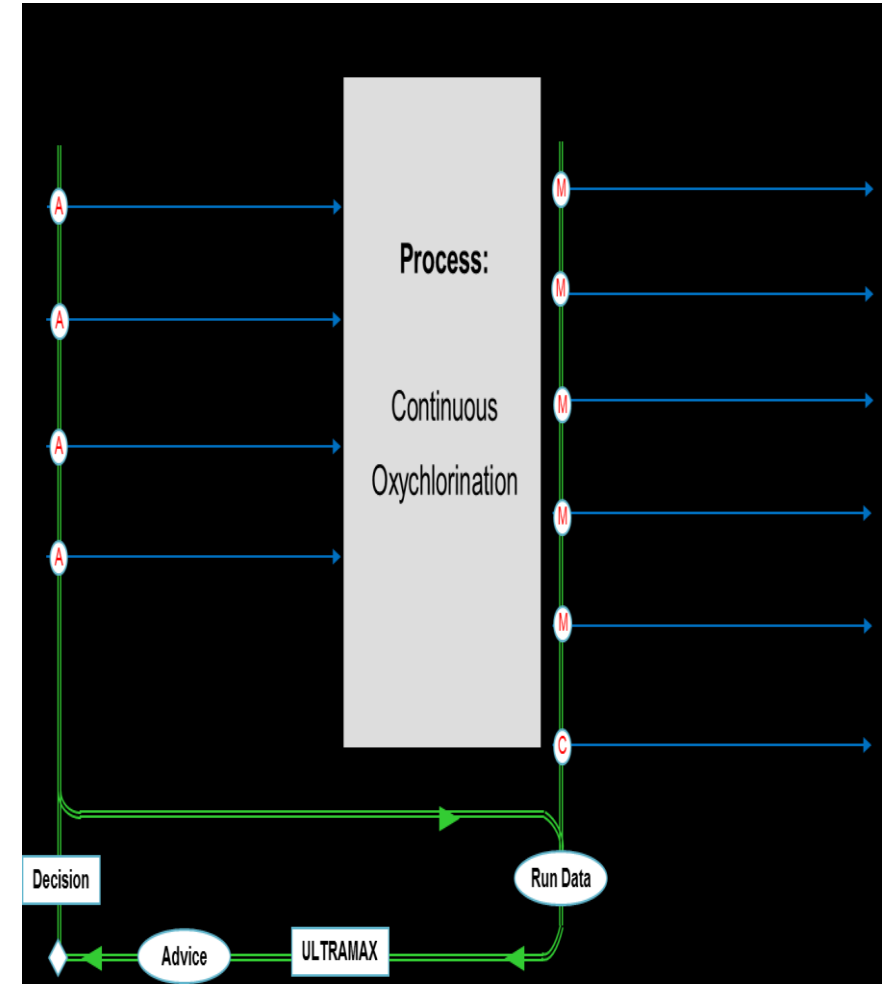 M
A
Process:
M
A
Continuous
M
A
Oxychlorination
M
A
M
C
Decision
Run Data
Advice
ULTRAMAX